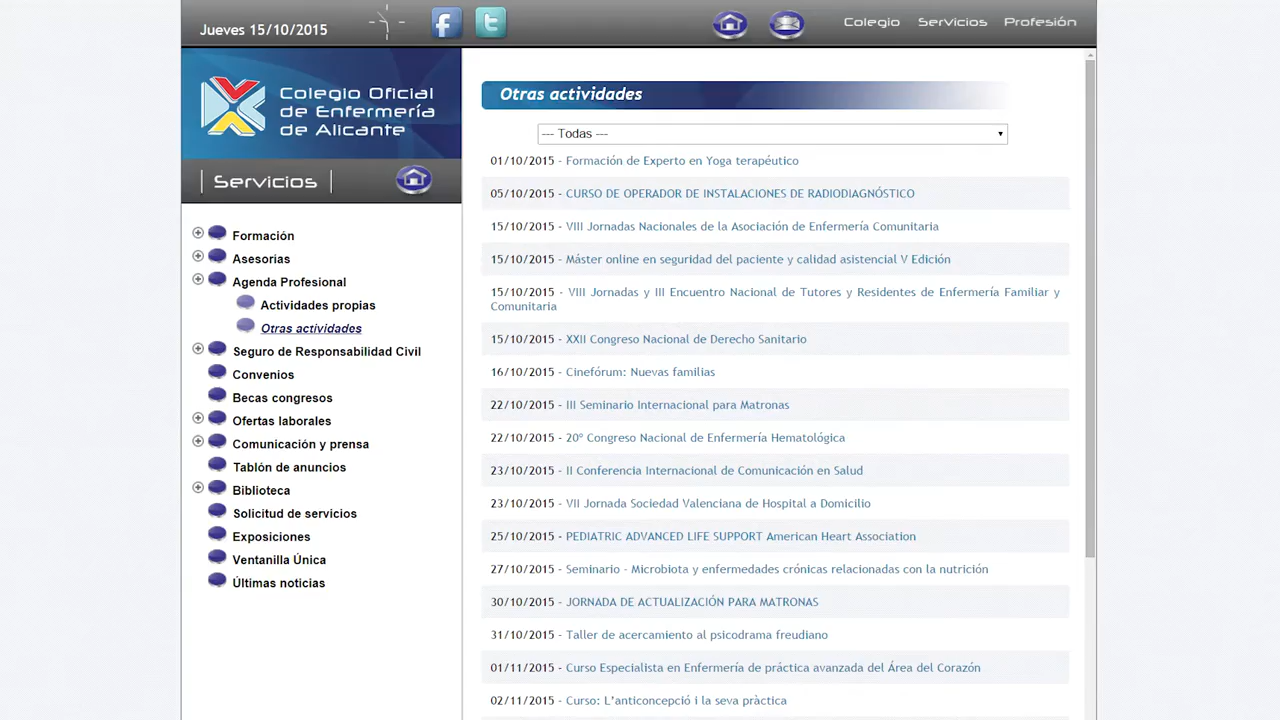 Jueves 15/10/2015
Colegio Servicios Profesión
Colegio Oficial
de Enfermería
de Alicante
Servicios
Formación
Asesorias
Agenda Profesional
Actividades propias
Otras actividades
Seguro de Responsabilidad Civil
Convenios
Becas congresos
Ofertas laborales
Comunicación y prensa
Tablón de anuncios
Biblioteca
Solicitud de servicios
Exposiciones
Ventanilla Única
Últimas noticias
Otras actividades
--- Todas ---
01/10/2015 - Formación de Experto en Yoga terapéutico
05/10/2015 - CURSO DE OPERADOR DE INSTALACIONES DE RADIODIAGNÓSTICO
15/10/2015 - VIII Jornadas Nacionales de la Asociación de Enfermería Comunitaria
15/10/2015 - Máster online en seguridad del paciente y calidad asistencial V Edición
15/10/2015 - VIII Jornadas y III Encuentro Nacional de Tutores y Residentes de Enfermería Familiar y
Comunitaria
15/10/2015 - XXII Congreso Nacional de Derecho Sanitario
16/10/2015 - Cinefórum: Nuevas familias
22/10/2015 - III Seminario Internacional para Matronas
22/10/2015 - 20º Congreso Nacional de Enfermería Hematológica
23/10/2015 - II Conferencia Internacional de Comunicación en Salud
23/10/2015 - VII Jornada Sociedad Valenciana de Hospital a Domicilio
25/10/2015 - PEDIATRIC ADVANCED LIFE SUPPORT American Heart Association
27/10/2015 - Seminario - Microbiota y enfermedades crónicas relacionadas con la nutrición
30/10/2015 - JORNADA DE ACTUALIZACIÓN PARA MATRONAS
31/10/2015 - Taller de acercamiento al psicodrama freudiano
01/11/2015 - Curso Especialista en Enfermería de práctica avanzada del Área del Corazón
02/11/2015 - Curso: L'anticoncepció i la seva pràctica